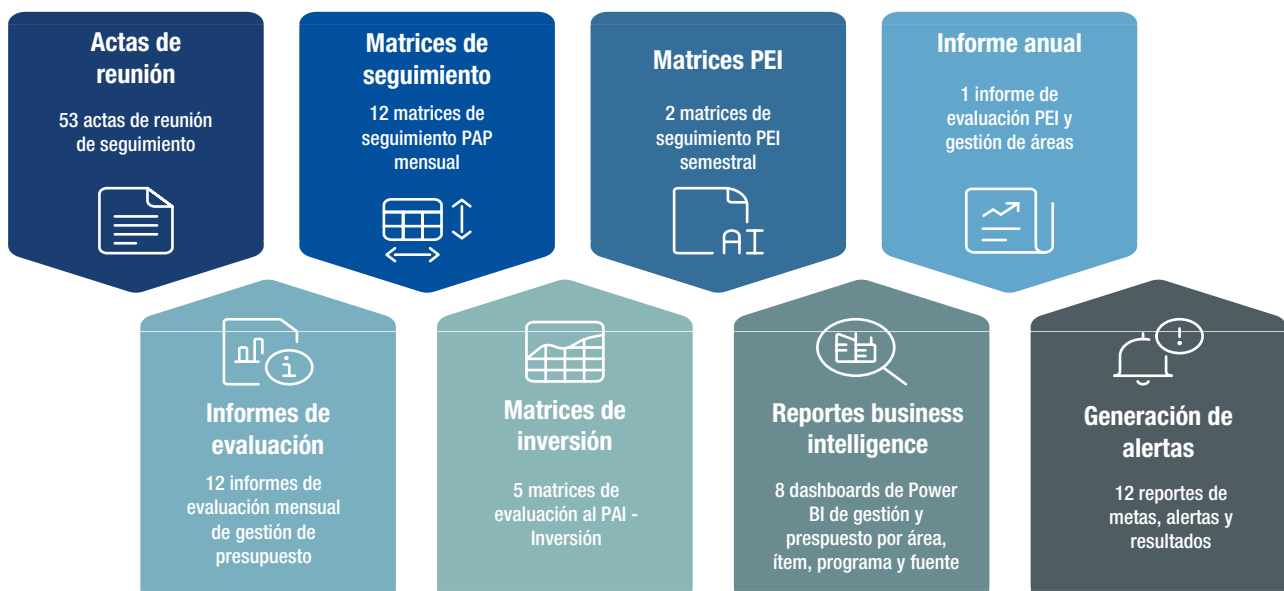 Actas de
reunión
53 actas de reunión
de seguimiento
Matrices de
seguimiento
12 matrices de
seguimiento PAP
mensual
Matrices PEI
2 matrices de
seguimiento PEI
semestral
AI
Informe anual
1 informe de
evaluación PEI y
gestión de áreas
Informes de
evaluación
12 informes de
evaluación mensual
de gestión de
presupuesto
Matrices de
inversión
5 matrices de
evaluación al PAI -
Inversión
Reportes business
intelligence
8 dashboards de Power
BI de gestión y
prespuesto por área,
ítem, programa y fuente
Generación de
alertas
12 reportes de
metas, alertas y
resultados